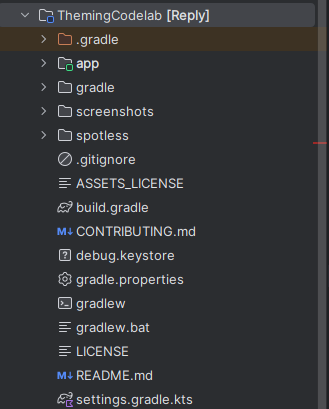 ThemingCodelab [Reply]
.gradle
app
gradle
screenshots
spotless
.gitignore
ASSETS_LICENSE
build.gradle
CONTRIBUTING.md
debug.keystore
gradle.properties
gradlew
gradlew.bat
LICENSE
README.md
settings.gradle.kts